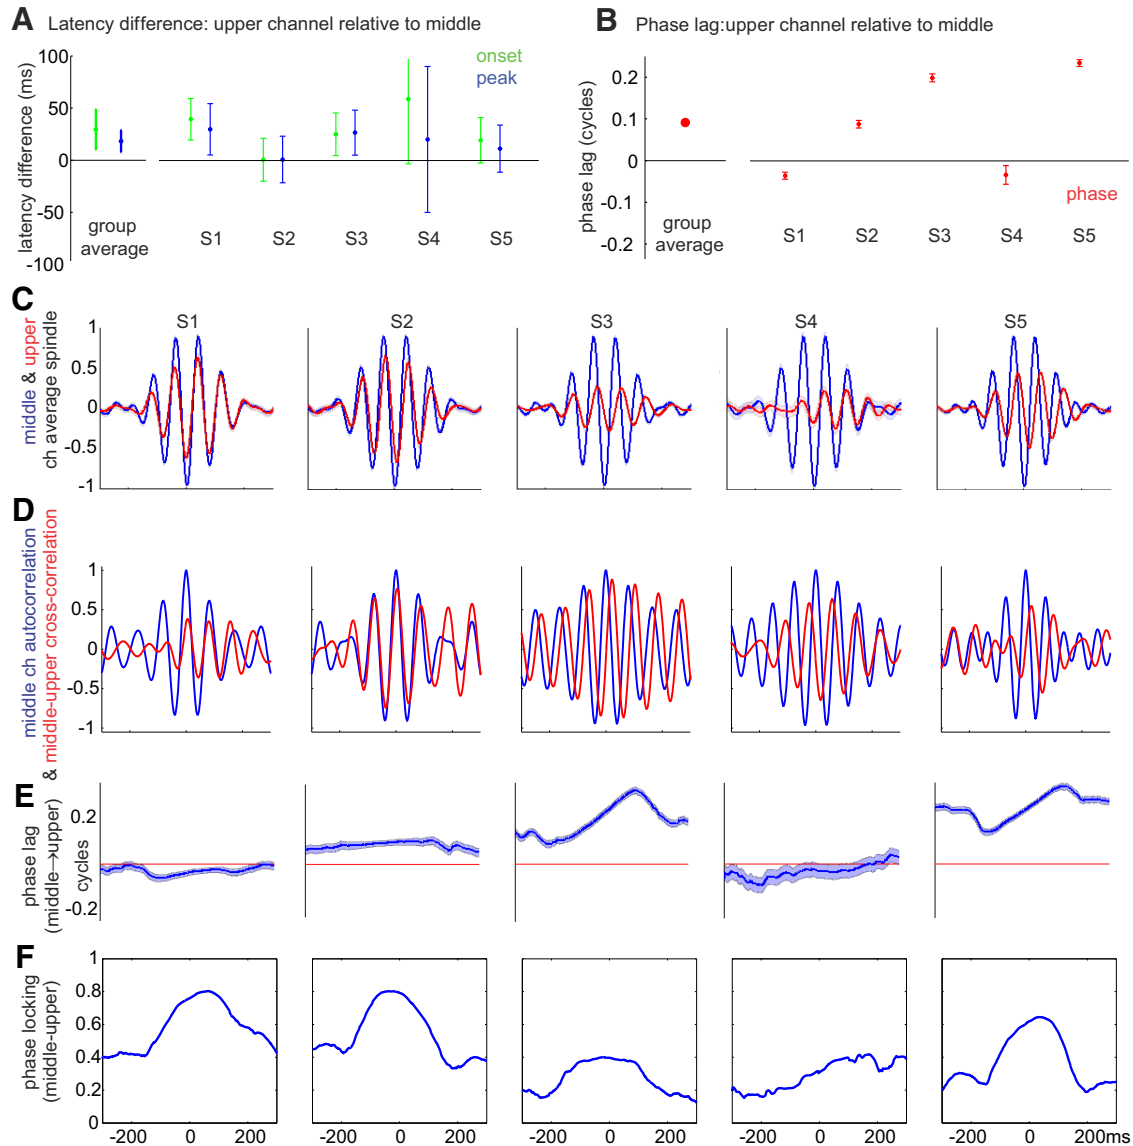 A Latency difference: upper channel relative to middle
latency difference (ms)
100
50
0
-50
-100
onset
peak
group
average
S1 S2 S3 S4 S5
B Phase lag:upper channel relative to middle
phase lag (cycles)
0.2
0.1
0
-0.1
-0.2
phase
group
average
S1 S2 S3 S4 S5
C
middle & upper
ch average spindle
S1 S2 S3 S4 S5
1
0.5
0
-0.5
-1
D
middle ch autocorrelation
& middle-upper cross-correlation
1
0.5
0
-0.5
-1
E
phase lag
(middle→upper)
cycles
0.2
-0.2
F
phase locking
(middle-upper)
1
0.8
0.6
0.4
0.2
0
-200 0 200 -200 0 200 -200 0 200 -200 0 200 -200 0 200ms